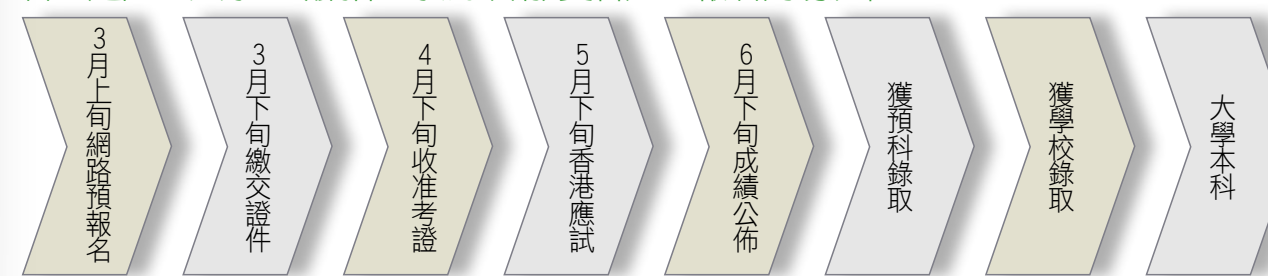 3月上旬網路預報名
3月下旬繳交證件
4月下旬收准考證
5月下旬香港應試
6月下旬成績公佈
獲預科錄取
獲學校錄取
大學本科